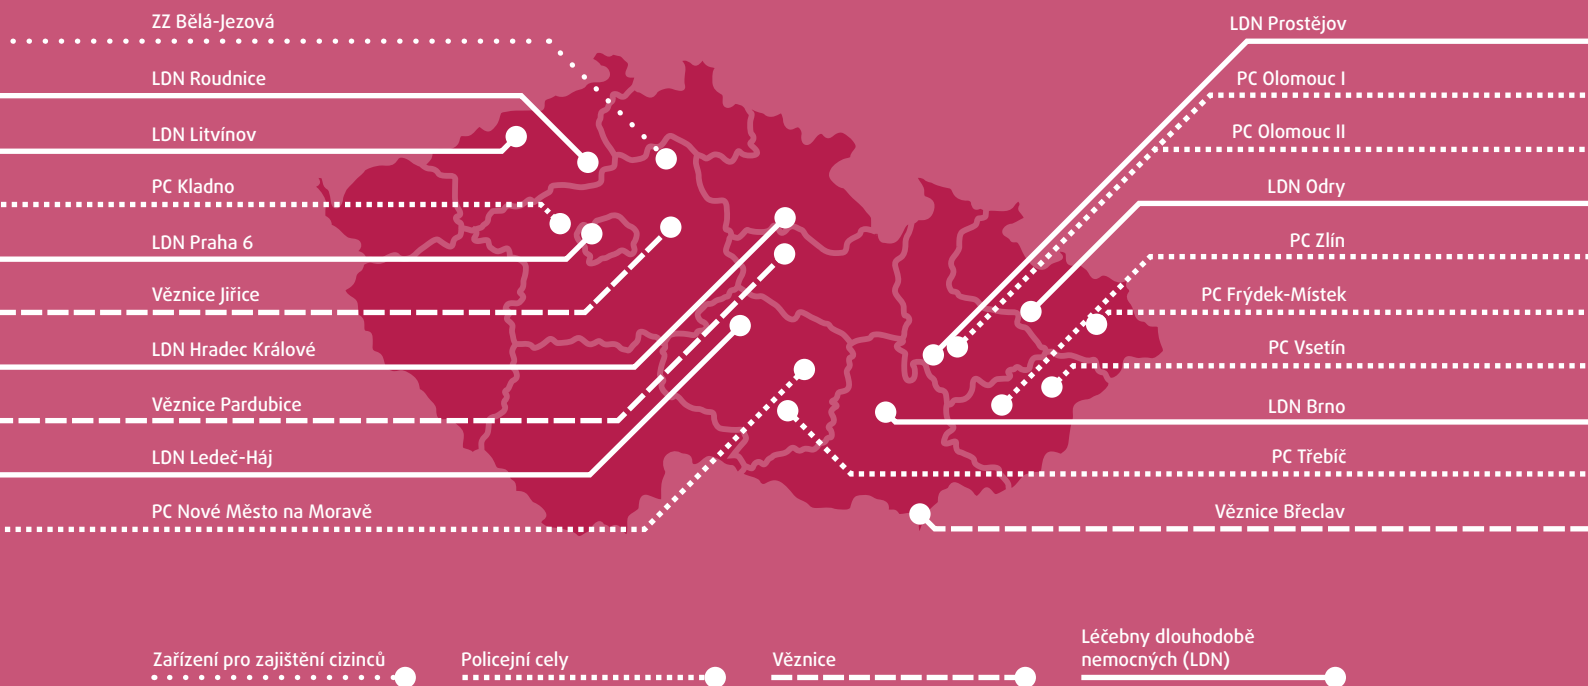 ZZ Bělá-Jezová
LDN Roudnice
LDN Litvínov
PC Kladno
LDN Praha 6
Věznice Jiřice
LDN Hradec Králové
Věznice Pardubice
LDN Ledeč-Háj
PC Nové Město na Moravě
LDN Prostějov
PC Olomouc I
PC Olomouc II
LDN Odry
PC Zlín
PC Frýdek-Místek
PC Vsetín
LDN Brno
PC Třebíč
Věznice Břeclav
Zařízení pro zajištění cizinců
Policejní cely
Věznice
Léčebny dlouhodobě
nemocných (LDN)